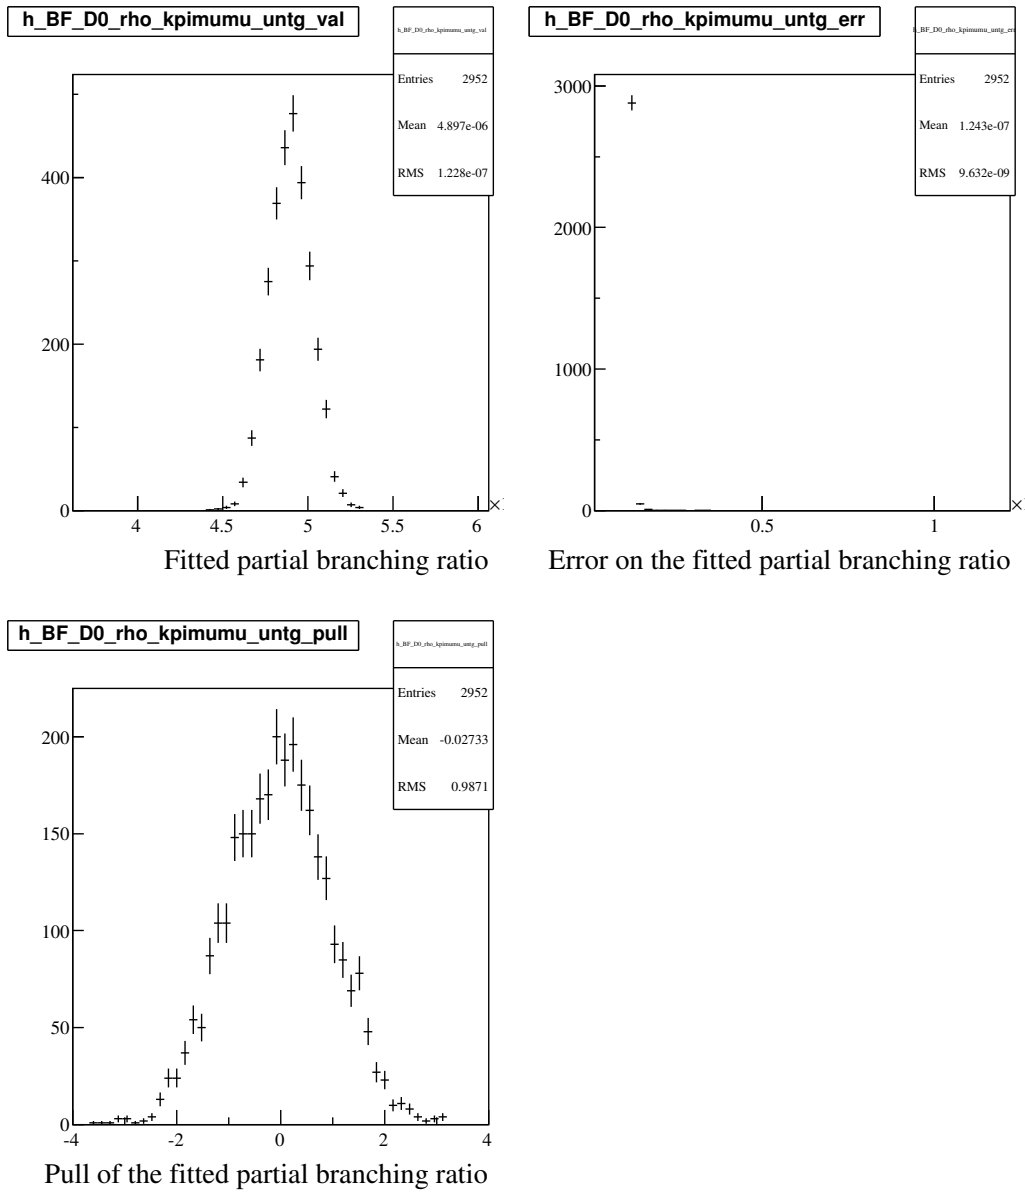 h_BF_D0_rho_kpimumu_untg_val
h_BF_D0_rho_kpimumu_untg_val
Entries 2952
Mean 4.897e-06
RMS 1.228e-07
400
200
0
4 4.5 5 5.5 6
×
Fitted partial branching ratio
h_BF_D0_rho_kpimumu_untg_err
h_BF_D0_rho_kpimumu_untg_err
Entries 2952
Mean 1.243e-07
RMS 9.632e-09
3000
2000
1000
0
0.5 1
×
Error on the fitted partial branching ratio
h_BF_D0_rho_kpimumu_untg_pull
h_BF_D0_rho_kpimumu_untg_pull
Entries 2952
Mean -0.02733
RMS 0.9871
200
150
100
50
0
-4 -2 0 2 4
Pull of the fitted partial branching ratio